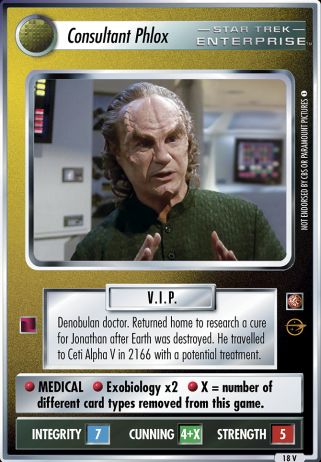 Consultant Phlox
STAR TREK
ENTERPRISE™
NOT ENDORSED BY CBS OR PARAMOUNT PICTURES
V.I.P.
Denobulan doctor. Returned home to research a cure
for Jonathan after Earth was destroyed. He travelled
to Ceti Alpha V in 2166 with a potential treatment.
MEDICAL Exobiology x2 X = number of
different card types removed from this game.
INTEGRITY 7 CUNNING 4+X STRENGTH 5
18 V